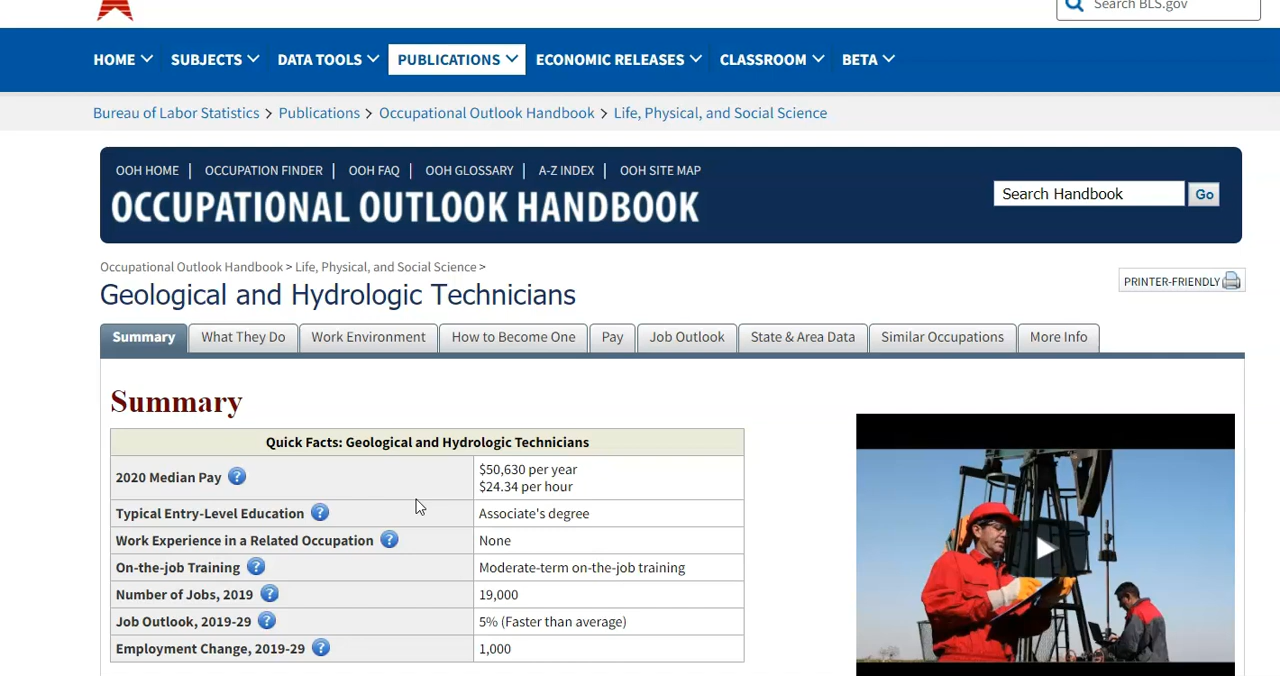 Search BLS.gov
HOME SUBJECTS DATA TOOLS PUBLICATIONS ECONOMIC RELEASES CLASSROOM BETA
Bureau of Labor Statistics > Publications > Occupational Outlook Handbook > Life, Physical, and Social Science
OOH HOME | OCCUPATION FINDER | OOH FAQ | OOH GLOSSARY | A-Z INDEX | OOH SITE MAP
OCCUPATIONAL OUTLOOK HANDBOOK
Search Handbook Go
Occupational Outlook Handbook > Life, Physical, and Social Science >
Geological and Hydrologic Technicians
PRINTER-FRIENDLY
Summary What They Do Work Environment How to Become One Pay Job Outlook State & Area Data Similar Occupations More Info
Summary
Quick Facts: Geological and Hydrologic Technicians
2020 Median Pay ? $50,630 per year
$24.34 per hour
Typical Entry-Level Education ? Associate's degree
Work Experience in a Related Occupation ? None
On-the-job Training ? Moderate-term on-the-job training
Number of Jobs, 2019 ? 19,000
Job Outlook, 2019-29 ? 5% (Faster than average)
Employment Change, 2019-29 ? 1,000